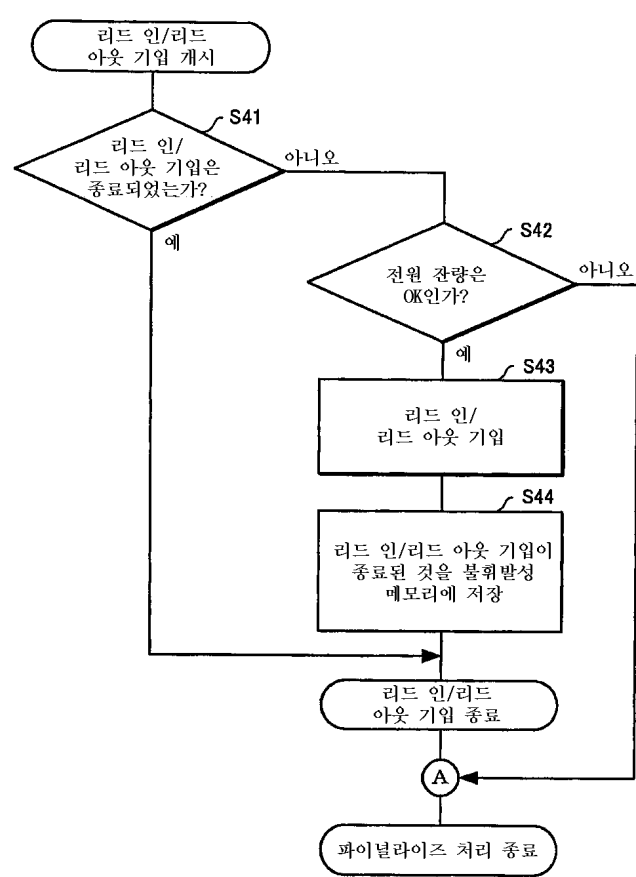 리드 인/리드
아웃 기입 개시
S41
리드 인/
리드 아웃 기입은
종료되었는가?
아니오
예
S42
전원 잔량은
OK인가?
아니오
예
S43
리드 인/
리드 아웃 기입
S44
리드 인/리드 아웃 기입이
종료된 것을 불휘발성
메모리에 저장
리드 인/리드
아웃 기입 종료
A
파이널라이즈 처리 종료